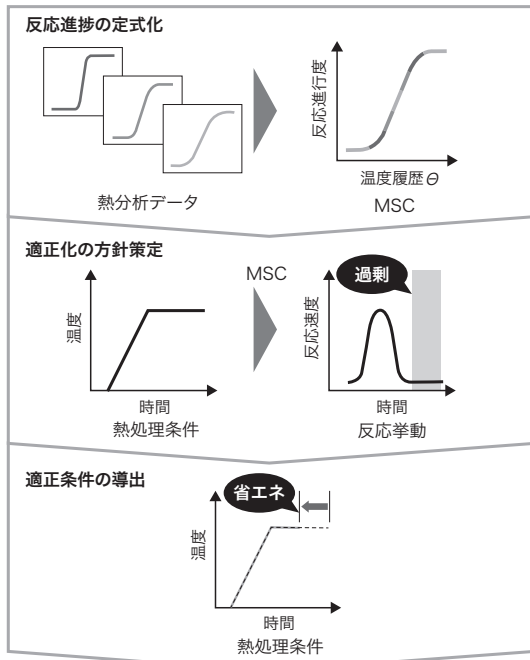 反応進捗の定式化
反応進行度
温度履歴Θ
熱分析データ
MSC
適正化の方針策定
MSC
過剰
温度
反応速度
時間
時間
熱処理条件
反応挙動
適正条件の導出
省エネ
温度
時間
熱処理条件